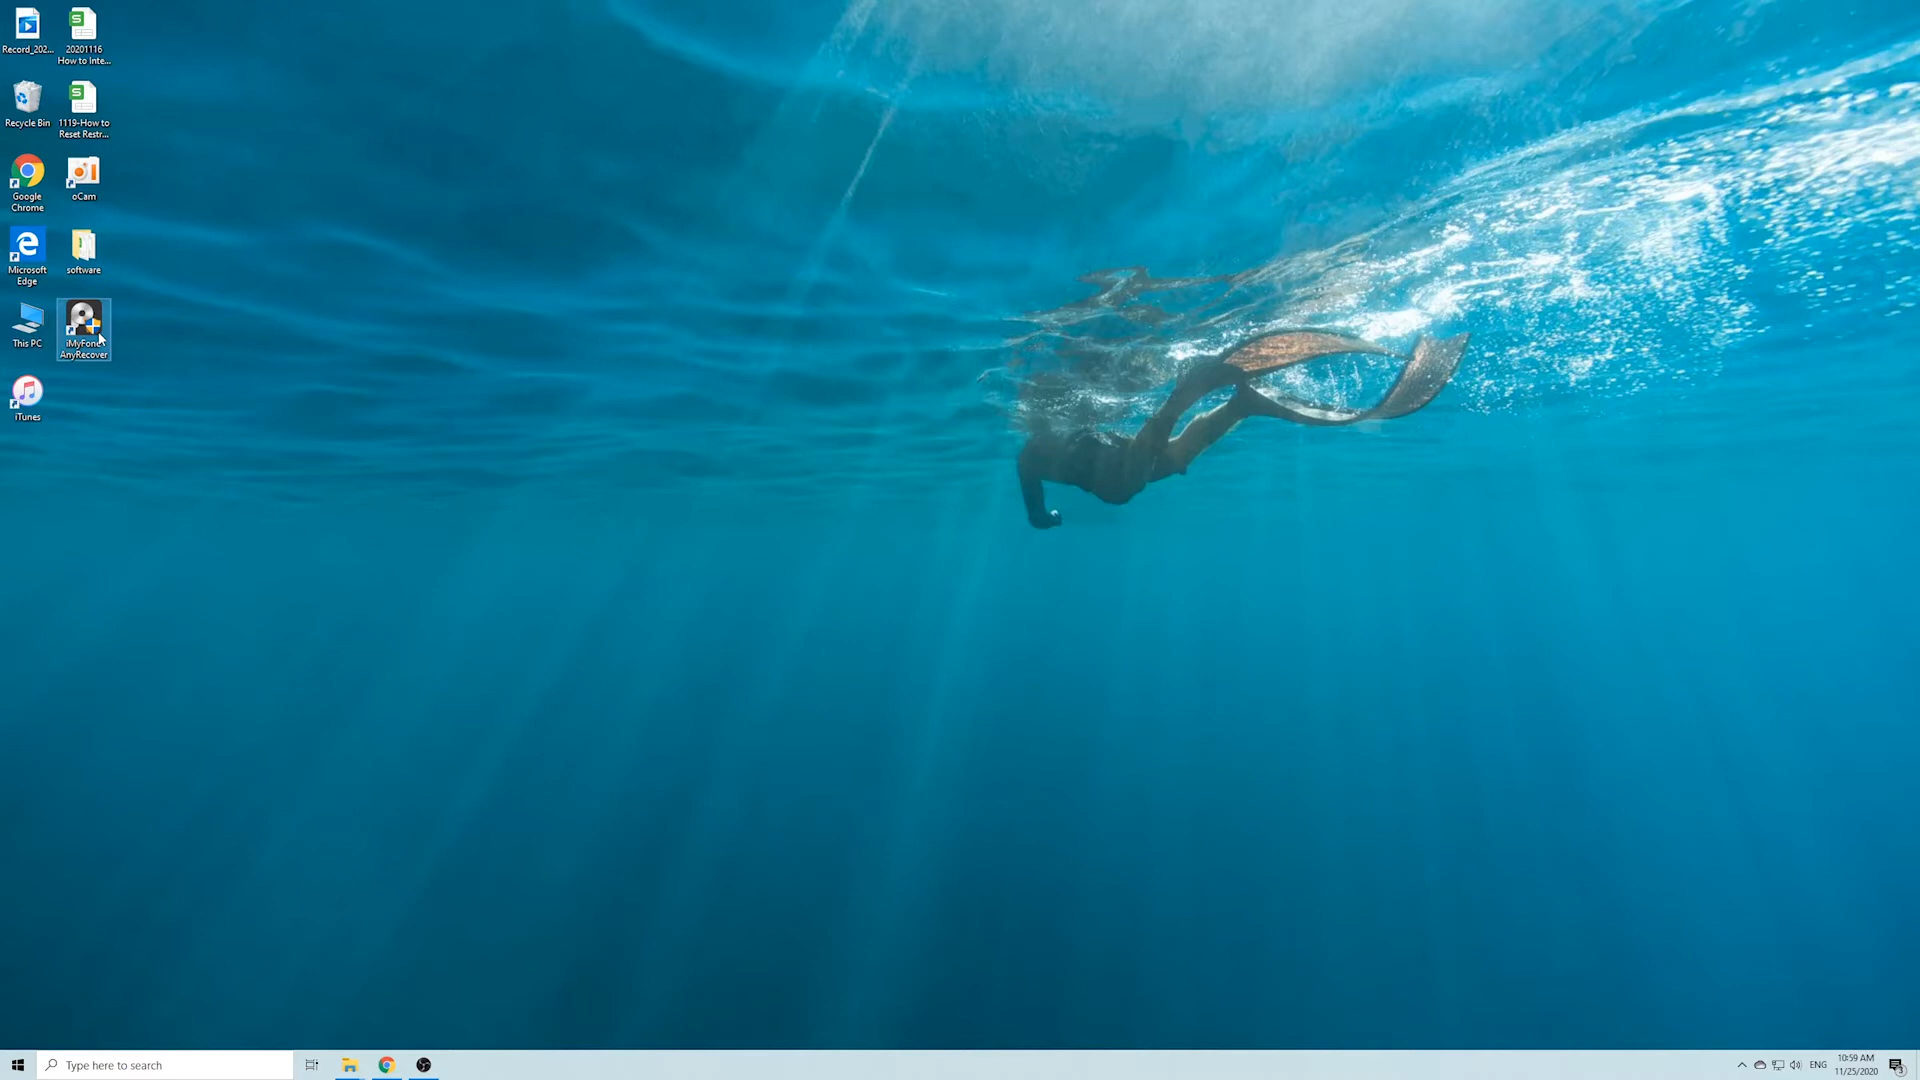 Record_202...
20201116
How to Inte...
Recycle Bin
1119-How to
Reset Restr...
Google
Chrome
oCam
Microsoft
Edge
software
This PC
iMyFone
AnyRecover
iTunes
Type here to search
ENG
10:59 AM
11/25/2020
3